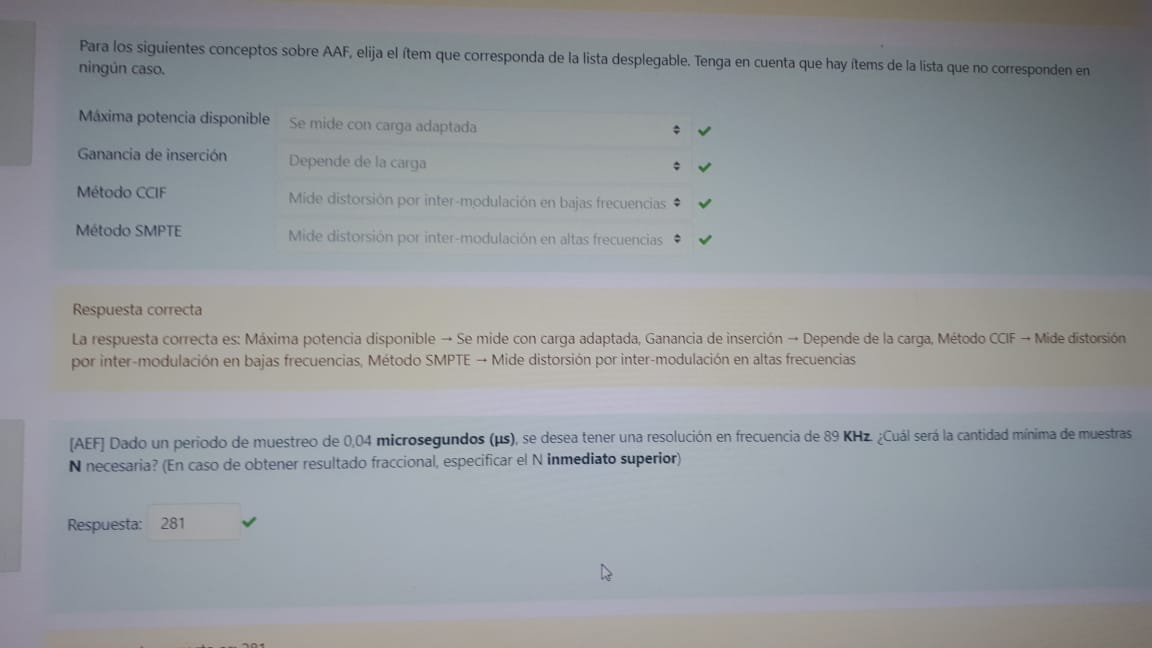 Para los siguientes conceptos sobre AAF, elija el ítem que corresponda de la lista desplegable. Tenga en cuenta que hay ítems de la lista que no corresponden en
ningún caso.
Máxima potencia disponible Se mide con carga adaptada
Ganancia de inserción Depende de la carga
Método CCIF Mide distorsión por inter-modulación en bajas frecuencias
Método SMPTE Mide distorsión por inter-modulación en altas frecuencias
Respuesta correcta
La respuesta correcta es: Máxima potencia disponible → Se mide con carga adaptada, Ganancia de inserción → Depende de la carga, Método CCIF → Mide distorsión
por inter-modulación en bajas frecuencias, Método SMPTE → Mide distorsión por inter-modulación en altas frecuencias
[AEF] Dado un periodo de muestreo de 0,04 microsegundos (µs), se desea tener una resolución en frecuencia de 89 KHz. ¿Cuál será la cantidad mínima de muestras
N necesaria? (En caso de obtener resultado fraccional, especificar el N inmediato superior)
Respuesta: 281